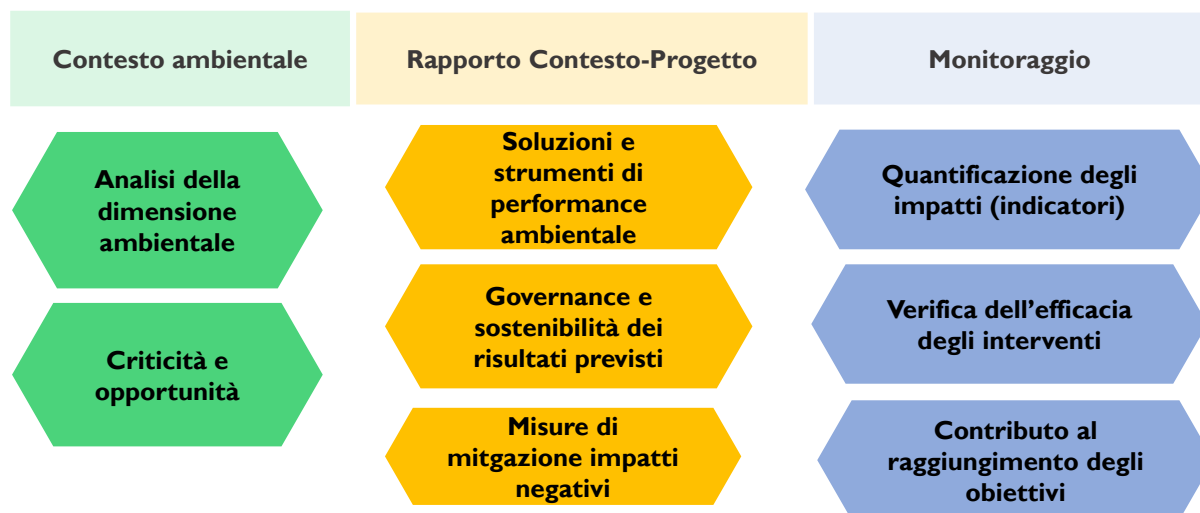 Contesto ambientale
Rapporto Contesto-Progetto
Monitoraggio
Analisi della
dimensione
ambientale
Criticità e
opportunità
Soluzioni e
strumenti di
performance
ambientale
Governance e
sostenibilità dei
risultati previsti
Misure di
mitgazione impatti
negativi
Quantificazione degli
impatti (indicatori)
Verifica dell’efficacia
degli interventi
Contributo al
raggiungimento degli
obiettivi